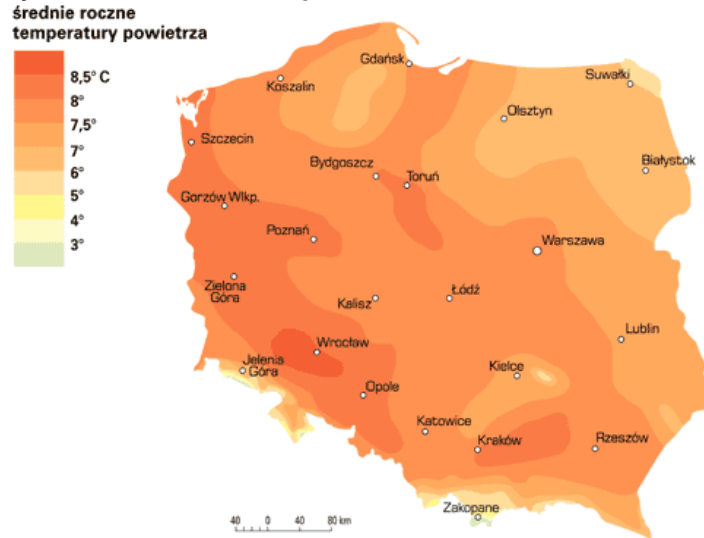 średnie roczne
temperatury powietrza
8,5° C
8°
7,5°
7°
6°
5°
4°
3°
Gdańsk
Koszalin
Suwałki
Olsztyn
Szczecin
Białystok
Bydgoszcz
Toruń
Gorzów Wlkp.
Poznań
Warszawa
Zielona
Góra
Kalisz
Łódź
Lublin
Wrocław
Jelenia
Góra
Kielce
Opole
Katowice
Kraków
Rzeszów
Zakopane
40 0 40 80 km